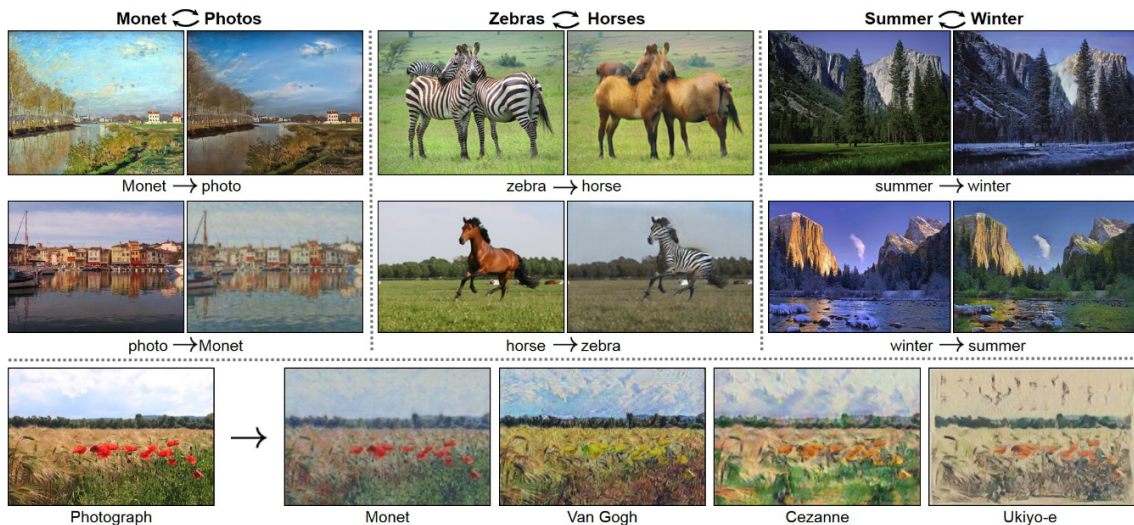 Monet ⇄ Photos
Zebras ⇄ Horses
Summer ⇄ Winter
Monet → photo
zebra → horse
summer → winter
photo → Monet
horse → zebra
winter → summer
Photograph
Monet
Van Gogh
Cezanne
Ukiyo-e